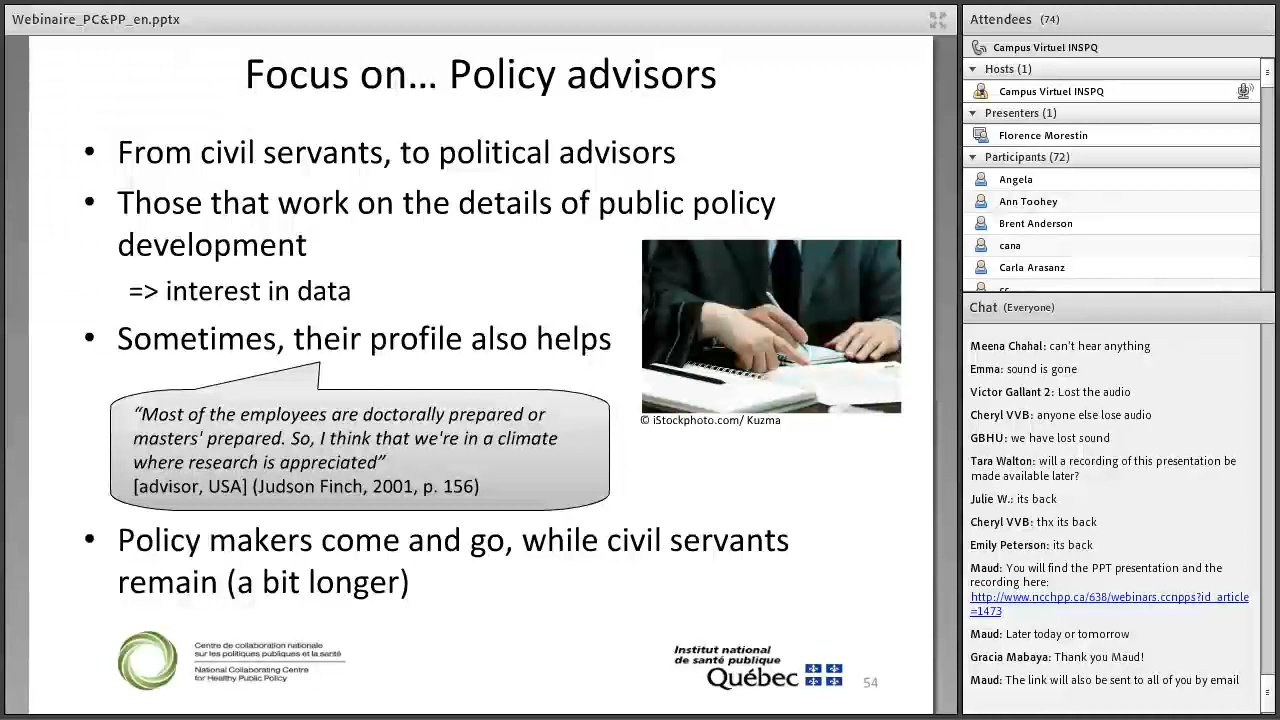 Webinaire_PC&PP_en.pptx
Focus on... Policy advisors
• From civil servants, to political advisors
• Those that work on the details of public policy
development
=> interest in data
• Sometimes, their profile also helps
“Most of the employees are doctorally prepared or
masters' prepared. So, I think that we're in a climate
where research is appreciated”
[advisor, USA] (Judson Finch, 2001, p. 156)
© iStockphoto.com/ Kuzma
• Policy makers come and go, while civil servants
remain (a bit longer)
Centre de collaboration nationale
sur les politiques publiques et la santé
National Collaborating Centre
for Healthy Public Policy
Institut national
de santé publique
Québec
54
Attendees (74)
Campus Virtuel INSPQ
Hosts (1)
Campus Virtuel INSPQ
Presenters (1)
Florence Morestin
Participants (72)
Angela
Ann Toohey
Brent Anderson
cana
Carla Arasanz
Chat (Everyone)
Meena Chahal: can't hear anything
Emma: sound is gone
Victor Gallant 2: Lost the audio
Cheryl VVB: anyone else lose audio
GBHU: we have lost sound
Tara Walton: will a recording of this presentation be
made available later?
Julie W.: its back
Cheryl VVB: thx its back
Emily Peterson: its back
Maud: You will find the PPT presentation and the
recording here:
http://www.ncchpp.ca/638/webinars.ccnpps?id_article
=1473
Maud: Later today or tomorrow
Gracia Mabaya: Thank you Maud!
Maud: The link will also be sent to all of you by email